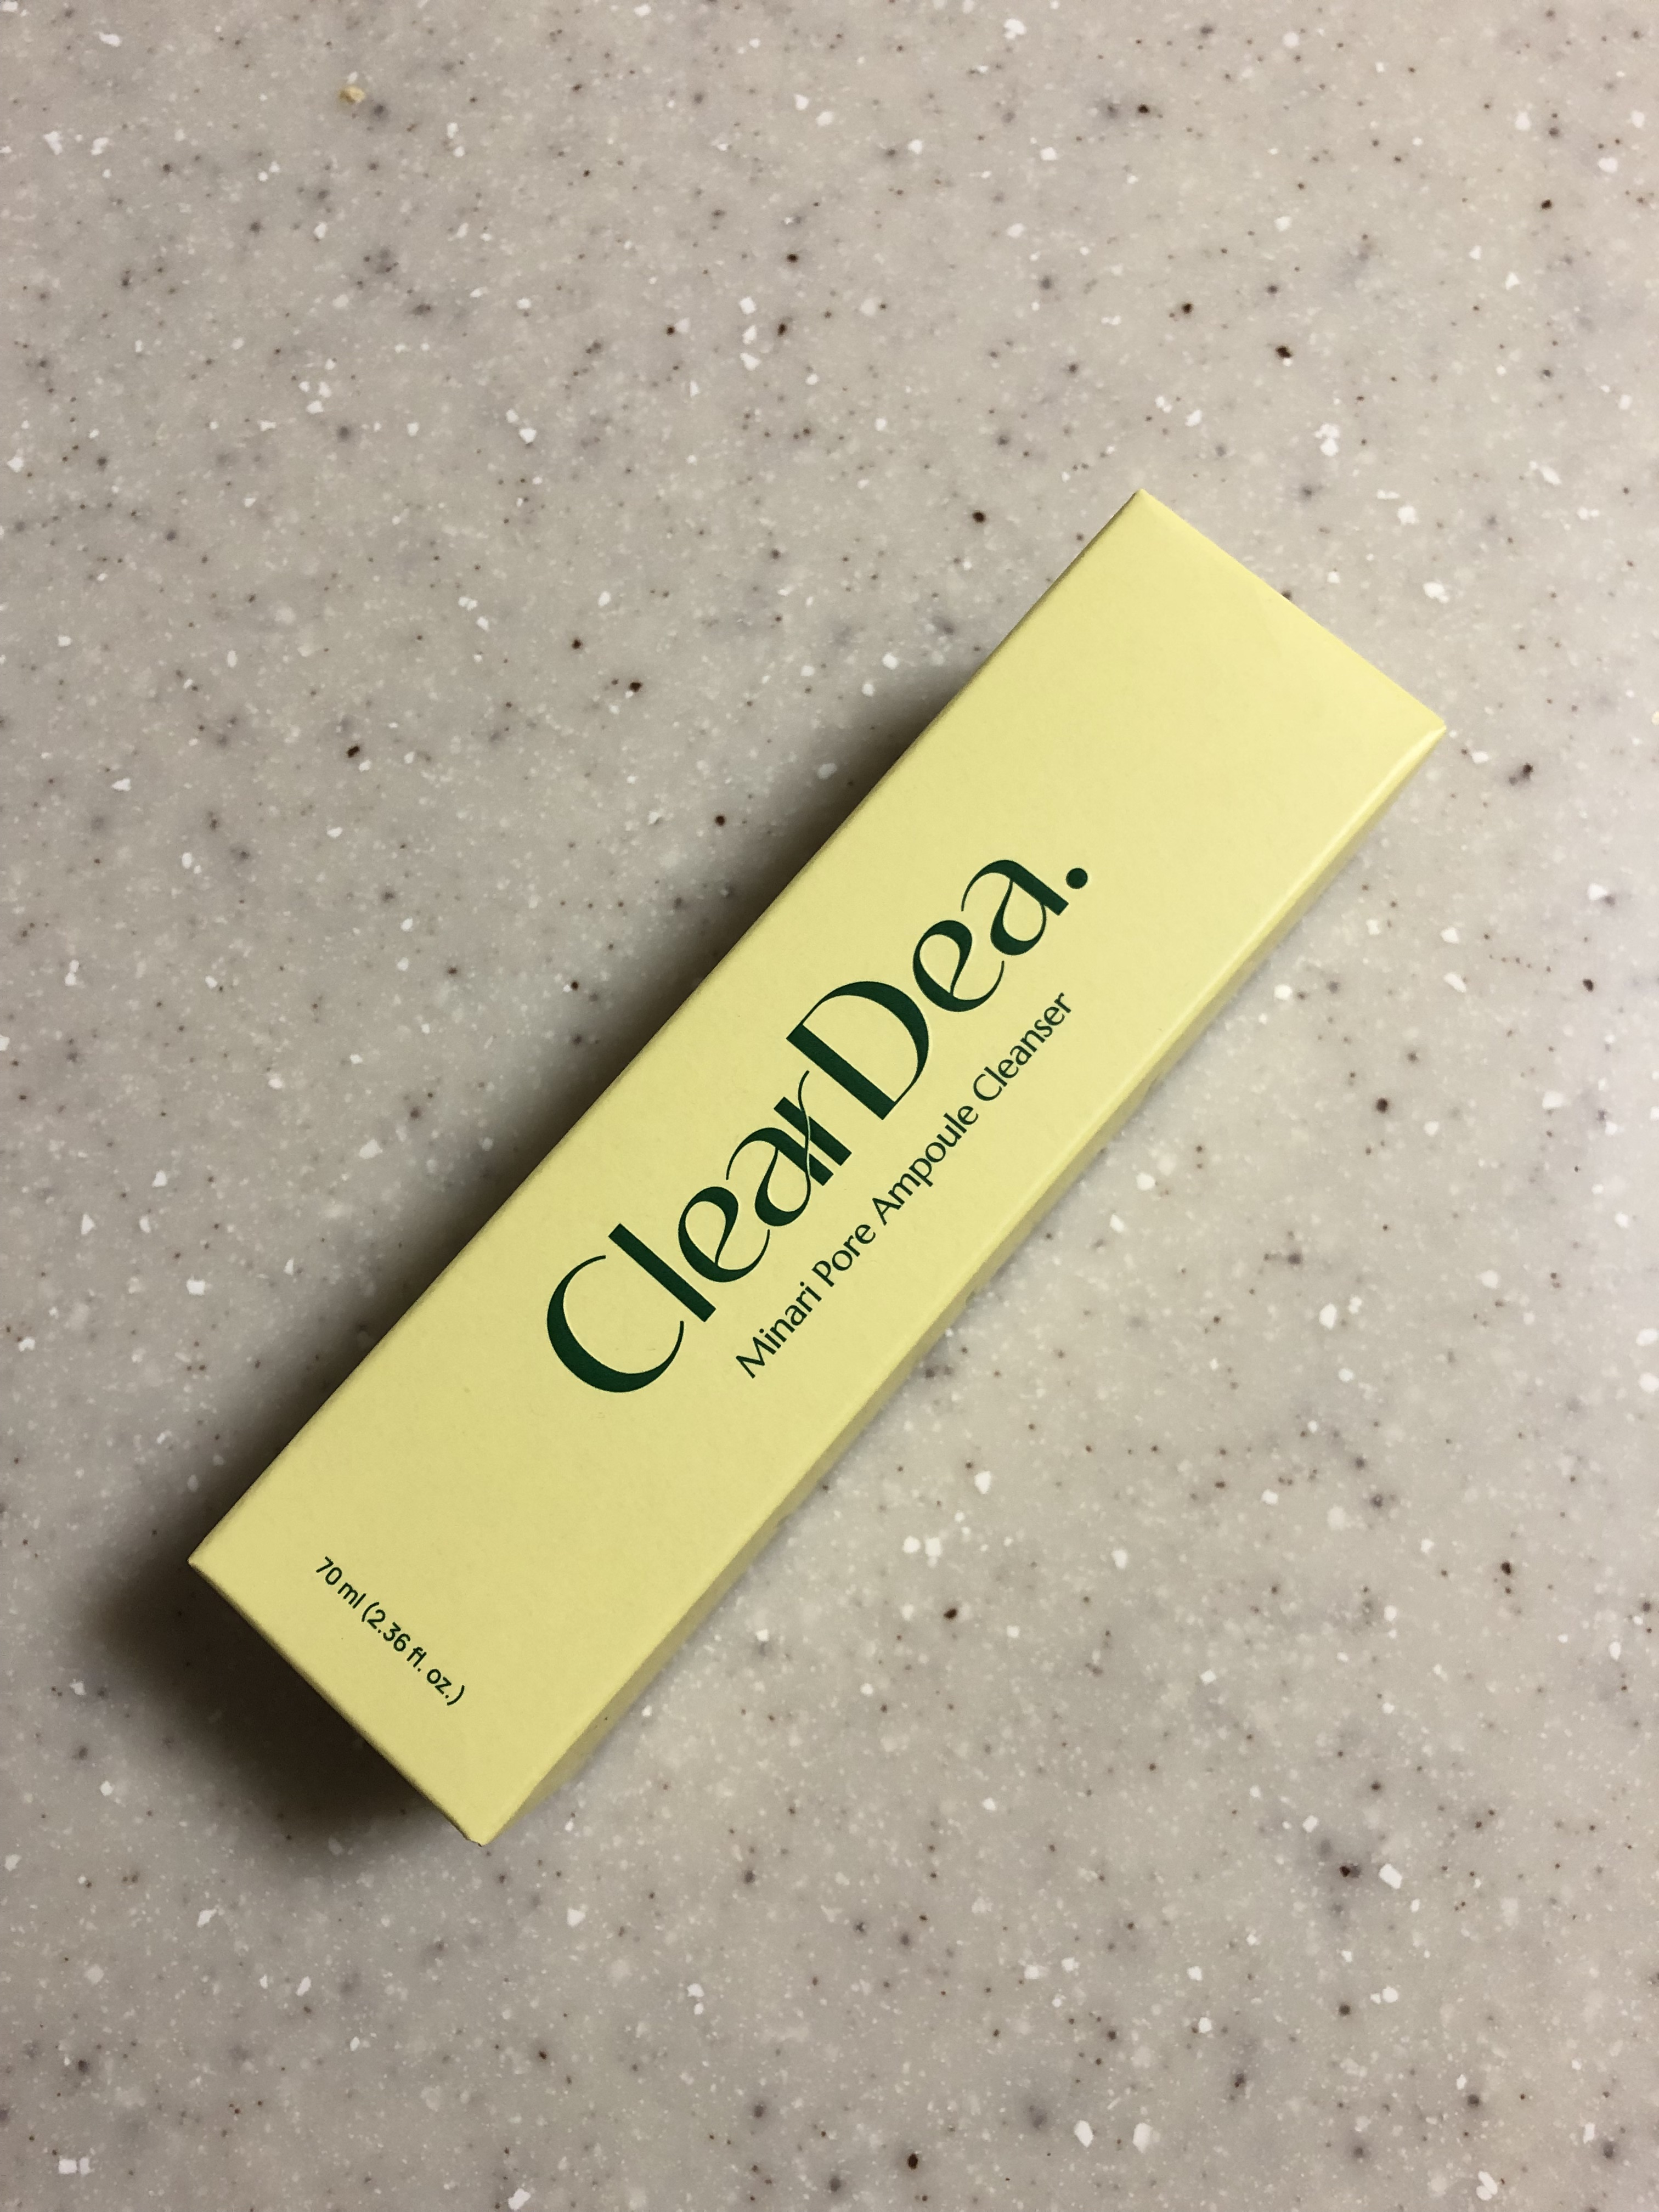 ClearDea.
Minari Pore Ampoule Cleanser
70 ml (2.36 fl. oz.)